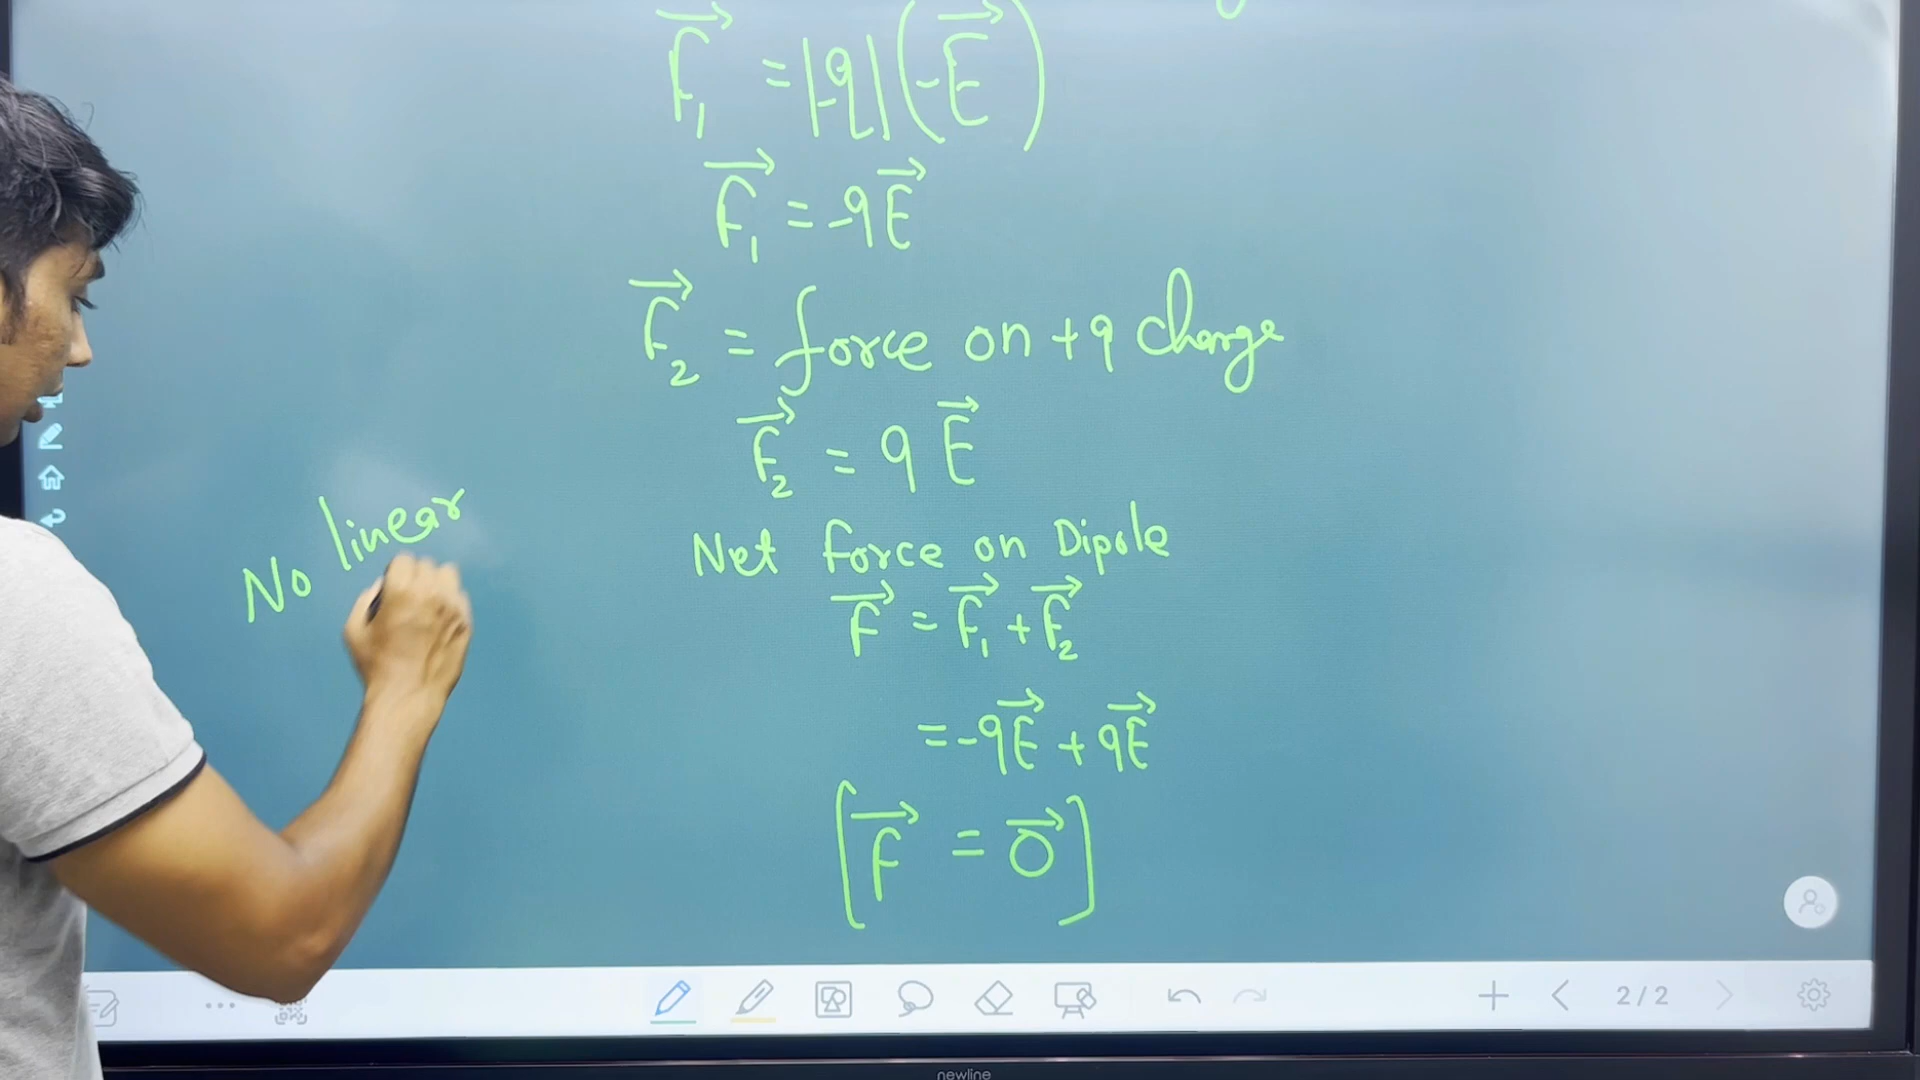 F₁ = |-q| (-E)
F₁ = -qE
F₂ = force on +q charge
F₂ = q E
No linear
Net force on Dipole
F = F₁ + F₂
= -qE + qE
[F = 0]
2/2
newline